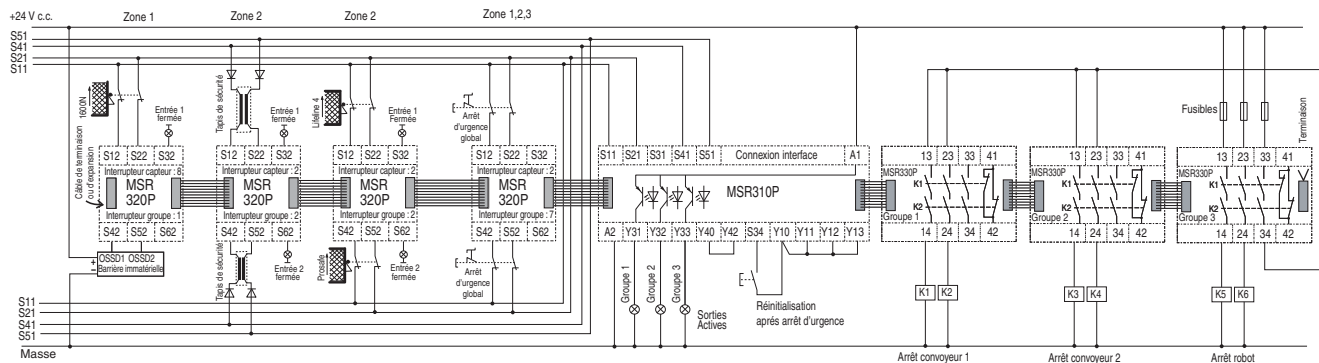 +24 V c.c.
Zone 1
Zone 2
Zone 2
Zone 1,2,3
S51
S41
S21
S11
1600N
Tapis de sécurité
Entrée 1
fermée
Lifeline 4
Entrée 1
fermée
Entrée 1
fermée
Arrêt
d'urgence
global
Fusibles
Terminaison
Câble de terminaison
ou d'expansion
S12 S22 S32
Interrupteur capteur : 8
MSR
320P
Interrupteur groupe : 1
S42 S52 S62
S12 S22 S32
Interrupteur capteur : 2
MSR
320P
Interrupteur groupe : 2
S42 S52 S62
S12 S22 S32
Interrupteur capteur : 2
MSR
320P
Interrupteur groupe : 2
S42 S52 S62
S12 S22 S32
Interrupteur capteur : 2
MSR
320P
Interrupteur groupe : 7
S42 S52 S62
S11 S21 S31 S41 S51 Connexion interface A1
MSR310P
A2 Y31 Y32 Y33 Y40 Y42 S34 Y10 Y11 Y12 Y13
13 23 33 41
MSR330P
K1
K2
Groupe 1
14 24 34 42
13 23 33 41
MSR330P
K1
K2
Groupe 2
14 24 34 42
13 23 33 41
MSR330P
K1
K2
Groupe 3
14 24 34 42
+
–
OSSD1 OSSD2
Barrière immatérielle
Tapis de sécurité
Entrée 2
fermée
Prosafe
Entrée 2
fermée
Arrêt
d'urgence
global
Groupe 1
Groupe 2
Groupe 3
Sorties
Actives
Réinitialisation
aprés arrêt d'urgence
K1 K2
K3 K4
K5 K6
S11
S21
S41
S51
Masse
Arrêt convoyeur 1
Arrêt convoyeur 2
Arrêt robot